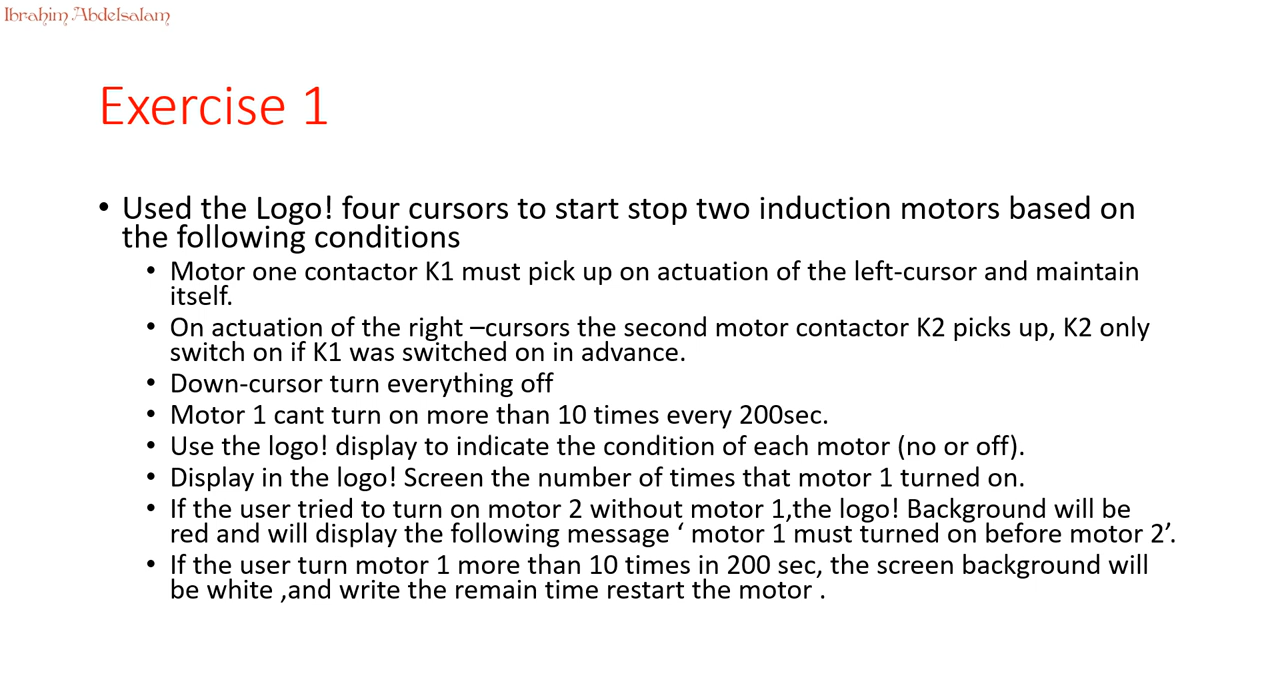 Ibrahim Abdelsalam
Exercise 1
• Used the Logo! four cursors to start stop two induction motors based on
the following conditions
• Motor one contactor K1 must pick up on actuation of the left-cursor and maintain
itself.
• On actuation of the right –cursors the second motor contactor K2 picks up, K2 only
switch on if K1 was switched on in advance.
• Down-cursor turn everything off
• Motor 1 cant turn on more than 10 times every 200sec.
• Use the logo! display to indicate the condition of each motor (no or off).
• Display in the logo! Screen the number of times that motor 1 turned on.
• If the user tried to turn on motor 2 without motor 1,the logo! Background will be
red and will display the following message ‘ motor 1 must turned on before motor 2’.
• If the user turn motor 1 more than 10 times in 200 sec, the screen background will
be white ,and write the remain time restart the motor .